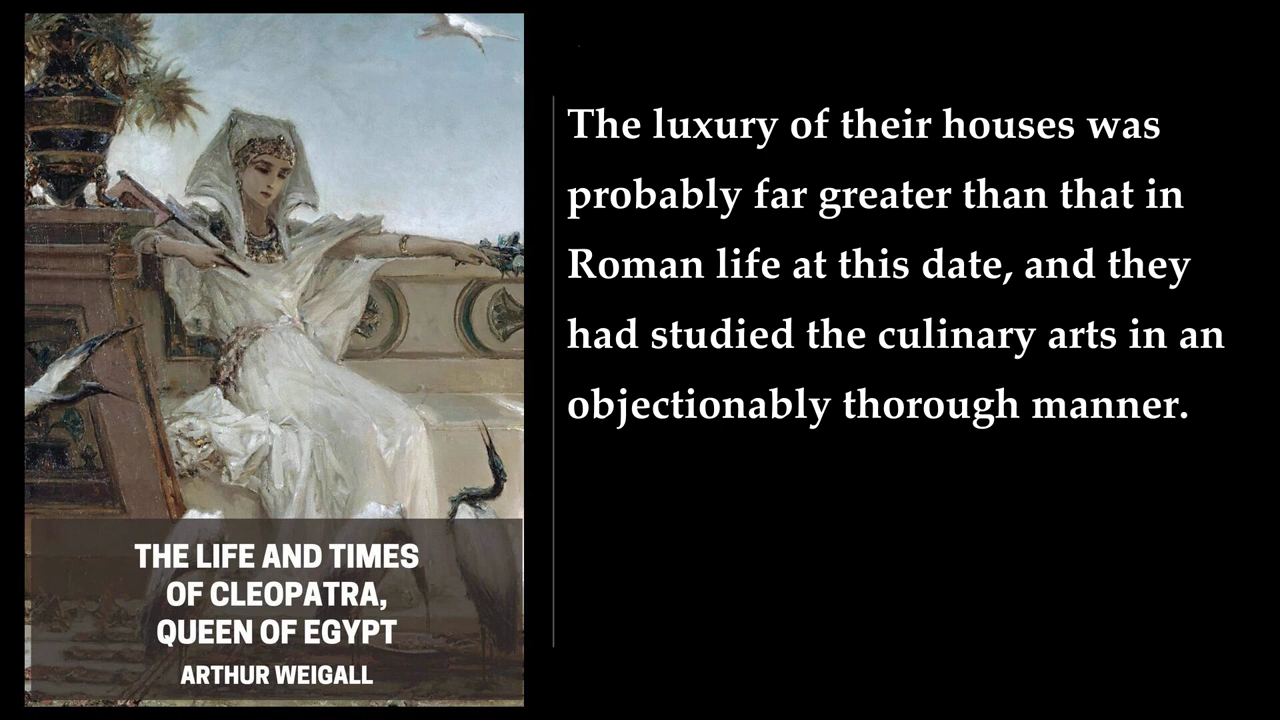 The luxury of their houses was
probably far greater than that in
Roman life at this date, and they
had studied the culinary arts in an
objectionably thorough manner.
THE LIFE AND TIMES
OF CLEOPATRA,
QUEEN OF EGYPT
ARTHUR WEIGALL